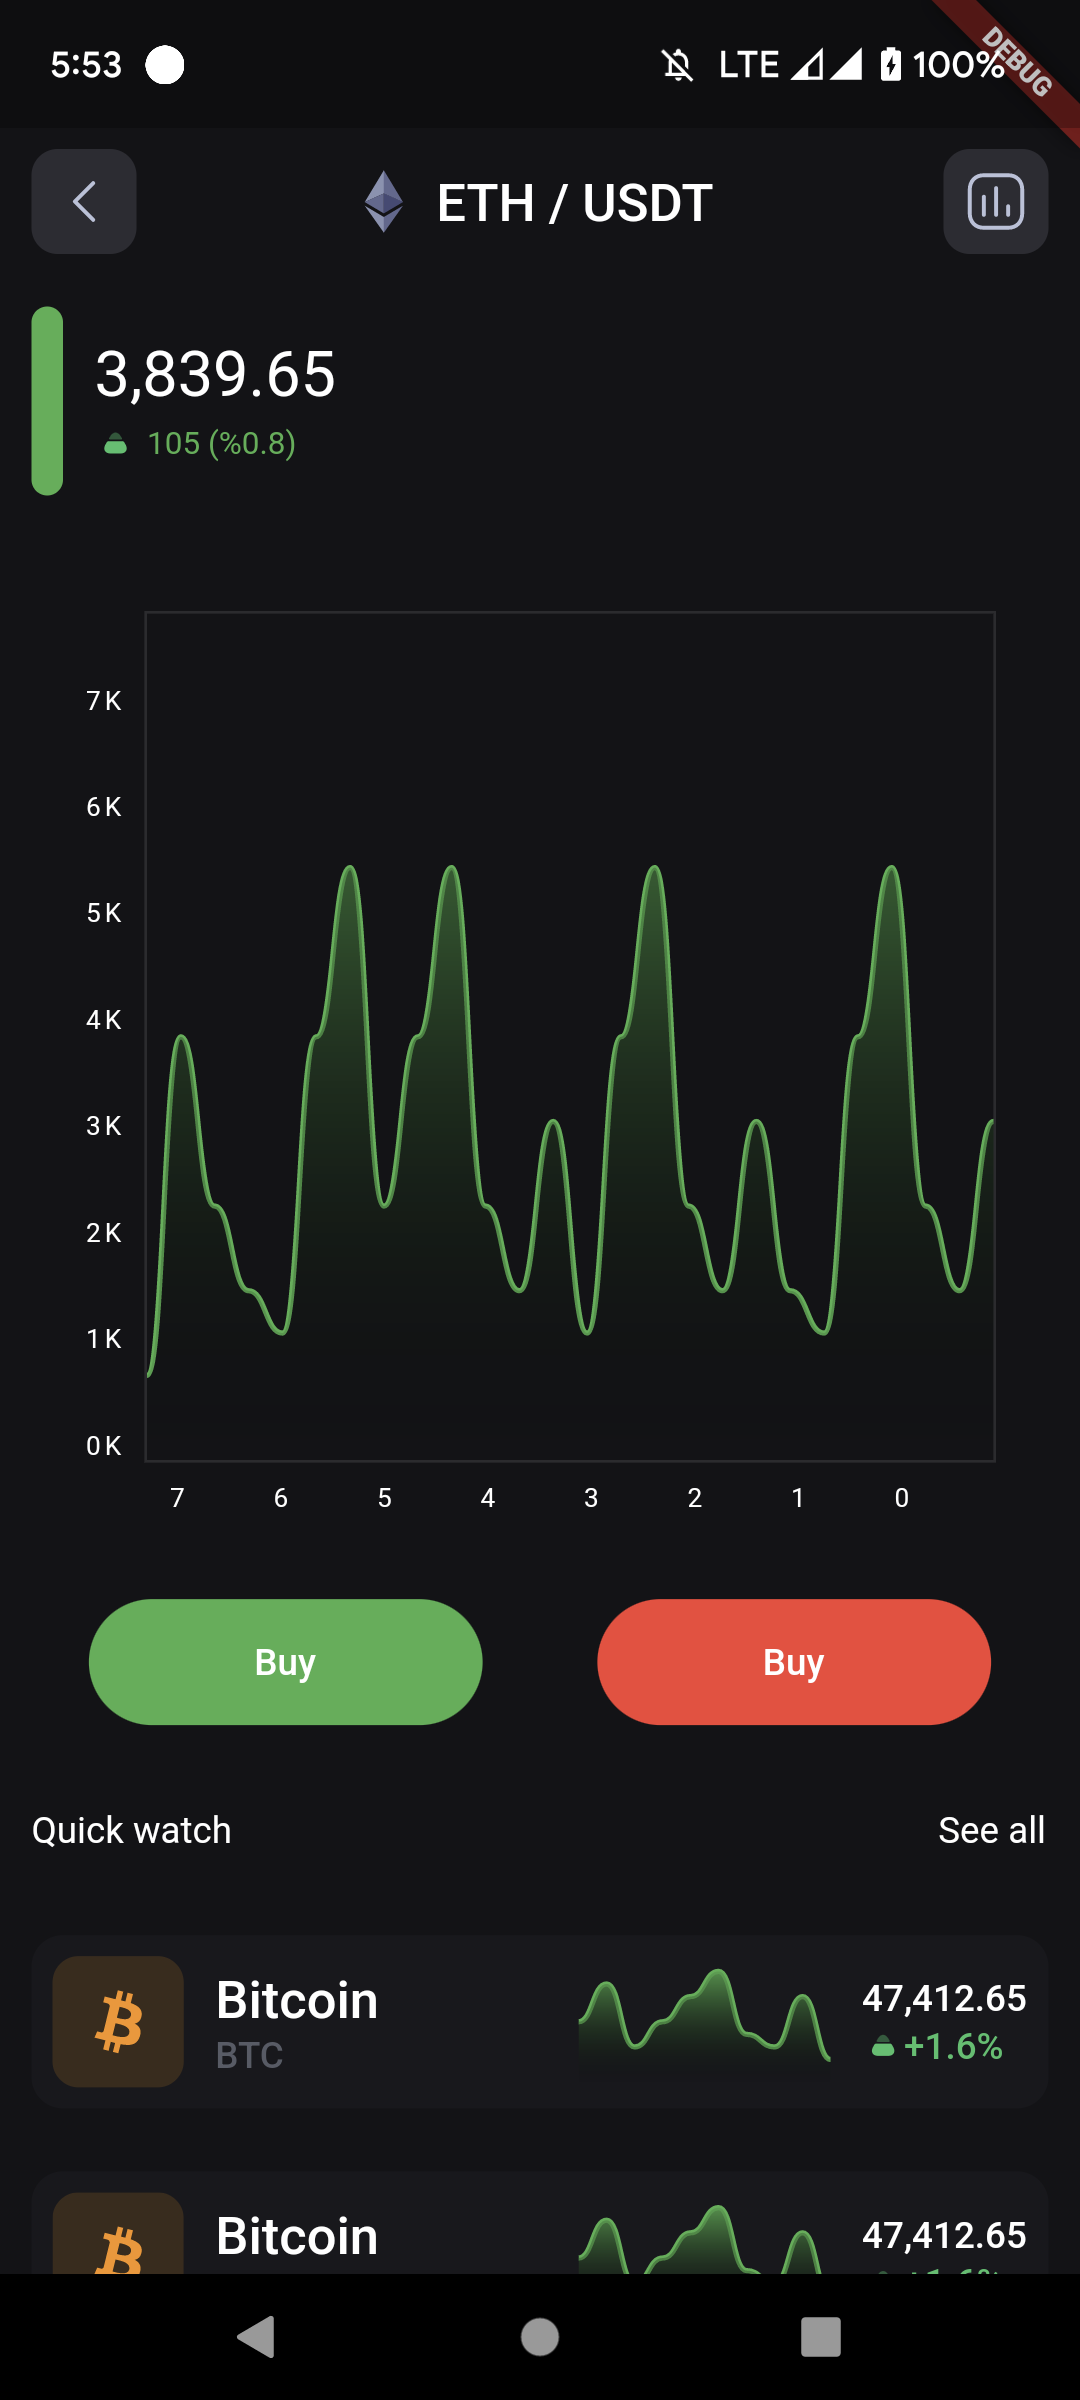 5:53 LTE 100% DEBUG
ETH / USDT
3,839.65
105 (%0.8)
7K
6K
5K
4K
3K
2K
1K
0K
7 6 5 4 3 2 1 0
Buy Buy
Quick watch See all
Bitcoin 47,412.65
BTC +1.6%
Bitcoin 47,412.65
+1.6%